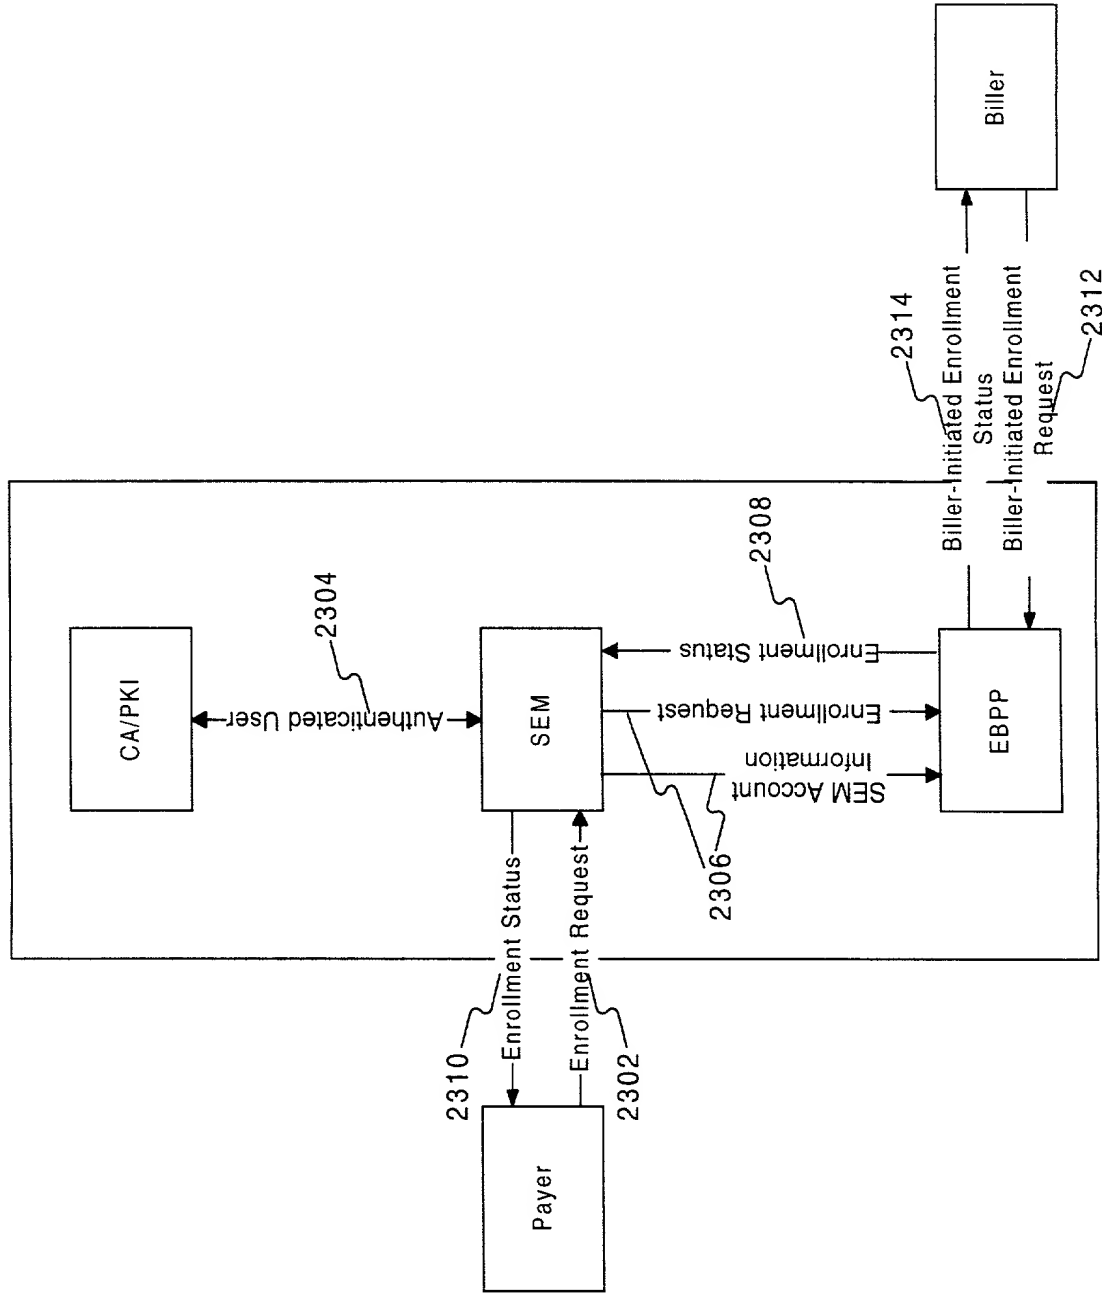 CA/PKI
2304
Authenticated User
SEM
2310
Enrollment Status
Enrollment Request
2302
Payer
2306
SEM Account
Information
Enrollment Request
Enrollment Status
2308
EBPP
2314
Biller-Initiated Enrollment
Status
Biller-Initiated Enrollment
Request
2312
Biller